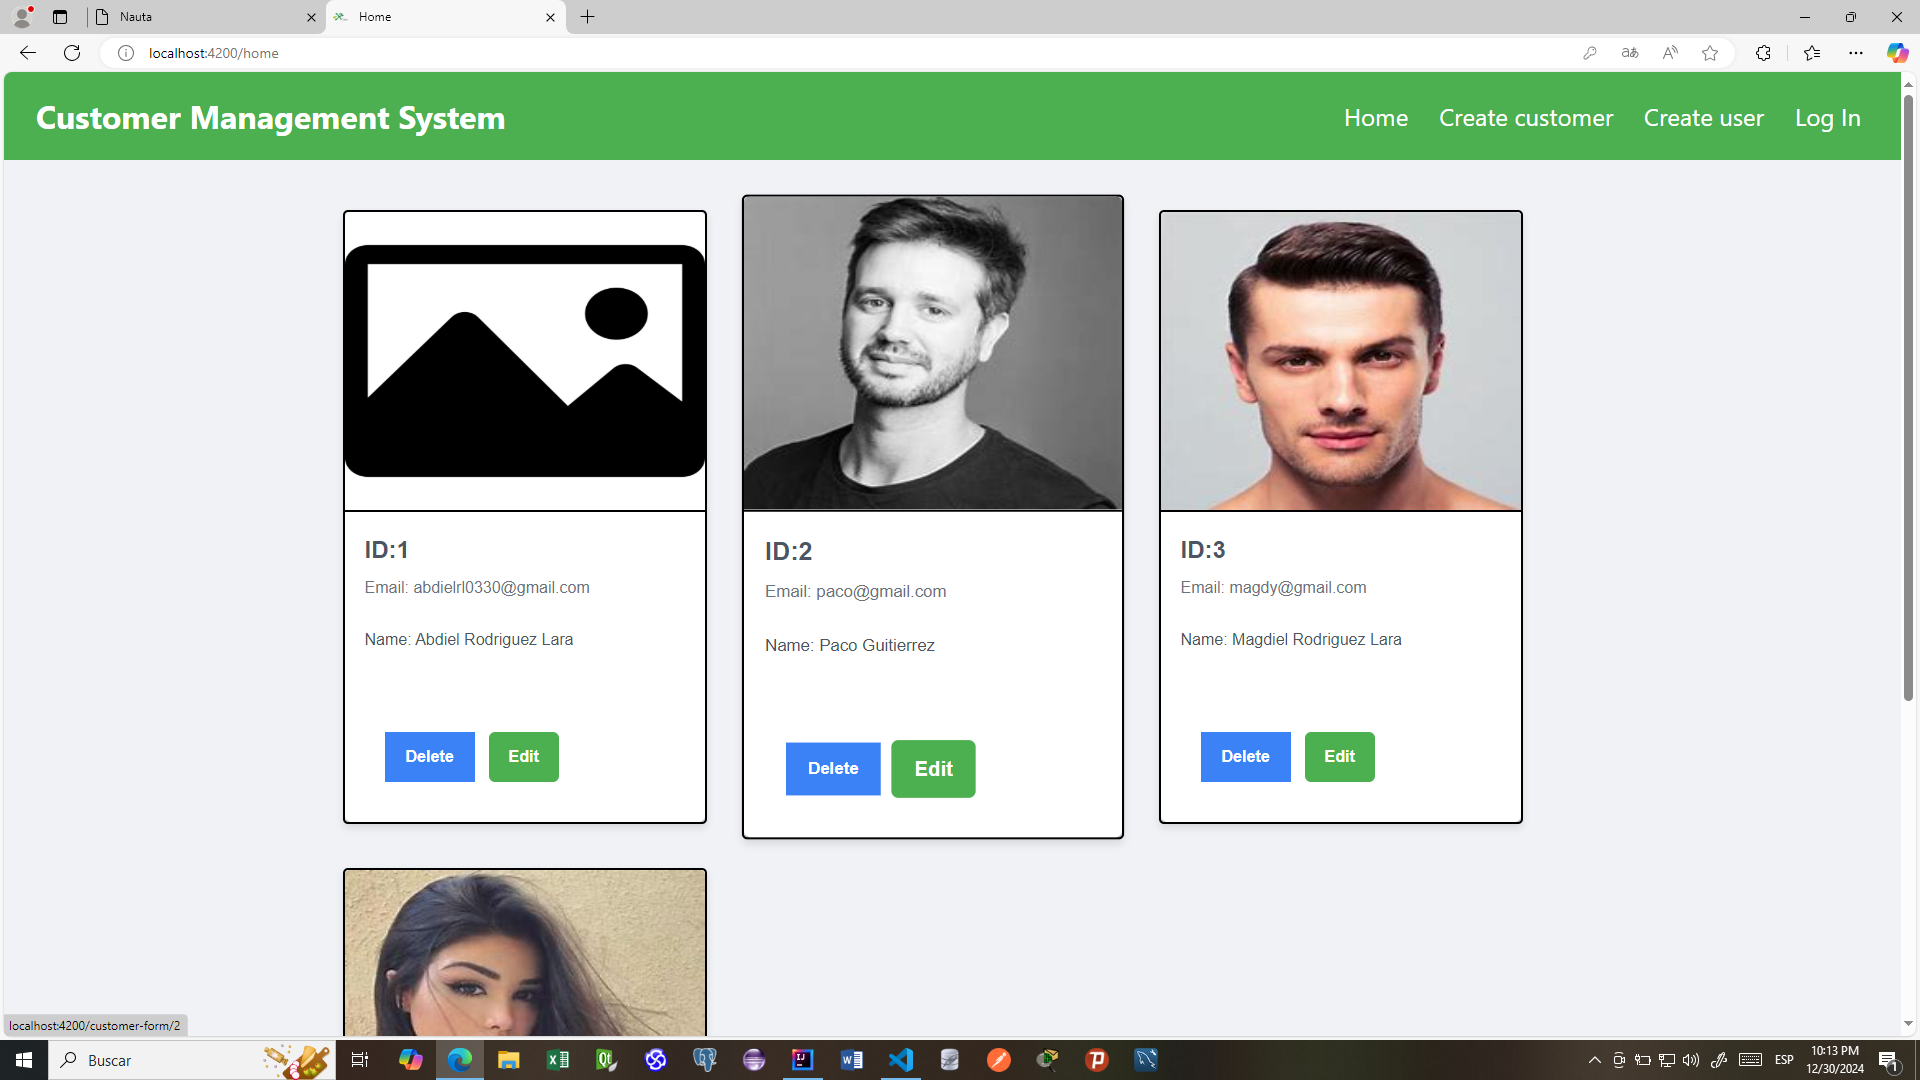 Nauta
Home
localhost:4200/home
Customer Management System
Home
Create customer
Create user
Log In
ID:1
Email: abdielrl0330@gmail.com
Name: Abdiel Rodriguez Lara
Delete
Edit
ID:2
Email: paco@gmail.com
Name: Paco Guitierrez
Delete
Edit
ID:3
Email: magdy@gmail.com
Name: Magdiel Rodriguez Lara
Delete
Edit
localhost:4200/customer-form/2
Buscar
ESP
10:13 PM
12/30/2024
1